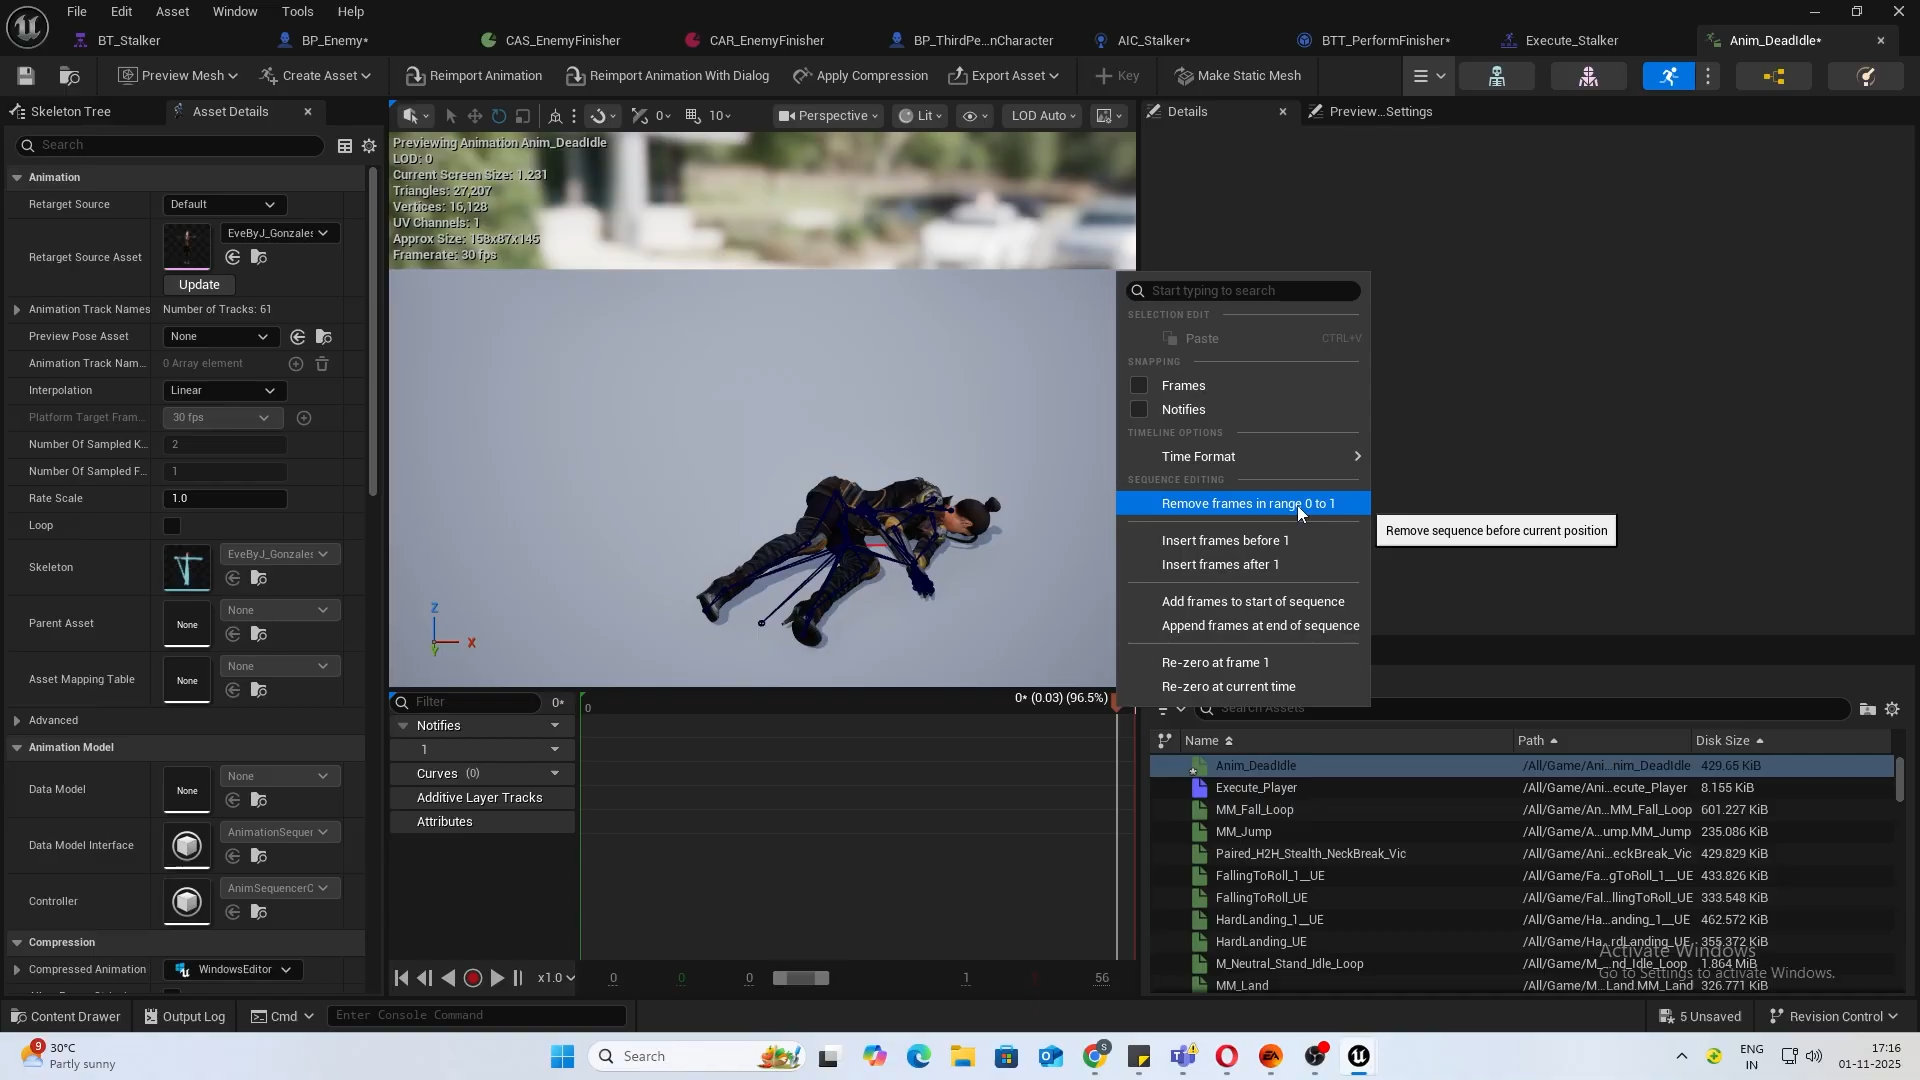 File Edit Asset Window Tools Help
BT_Stalker BP_Enemy* CAS_EnemyFinisher CAR_EnemyFinisher BP_ThirdPe...nCharacter AIC_Stalker* BTT_PerformFinisher* Execute_Stalker Anim_DeadIdle*
Preview Mesh Create Asset Reimport Animation Reimport Animation With Dialog Apply Compression Export Asset Key Make Static Mesh
Skeleton Tree Asset Details
Search
Animation
Retarget Source Default
Retarget Source Asset EveByJ_Gonzales
Update
Animation Track Names Number of Tracks: 61
Preview Pose Asset None
Animation Track Nam... 0 Array element
Interpolation Linear
Platform Target Fram... 30 fps
Number Of Sampled K... 2
Number Of Sampled F... 1
Rate Scale 1.0
Loop
Skeleton EveByJ_Gonzales
Parent Asset None None
Asset Mapping Table None None
Advanced
Animation Model
Data Model None None
Data Model Interface AnimationSequer
Controller AnimSequencerC
Compression
Compressed Animation WindowsEditor
0 10 Perspective Lit LOD Auto
Previewing Animation Anim_DeadIdle
LOD: 0
Current Screen Size: 1.231
Triangles: 27,207
Vertices: 16,128
UV Channels: 1
Approx Size: 158x87x145
Framerate: 30 fps
Z
X
Y
Details Preview...Settings
Start typing to search
SELECTION EDIT
Paste CTRL+V
SNAPPING
Frames
Notifies
TIMELINE OPTIONS
Time Format
SEQUENCE EDITING
Remove frames in range 0 to 1
Remove sequence before current position
Insert frames before 1
Insert frames after 1
Add frames to start of sequence
Append frames at end of sequence
Re-zero at frame 1
Re-zero at current time
Filter 0* 0 0* (0.03) (96.5%)
Notifies
1
Curves (0)
Additive Layer Tracks
Attributes
x1.0 0 0 0 1 56
Search Assets
Name Path Disk Size
Anim_DeadIdle /All/Game/Ani...nim_DeadIdle 429.65 KiB
Execute_Player /All/Game/Ani...ecute_Player 8.155 KiB
MM_Fall_Loop /All/Game/An...MM_Fall_Loop 601.227 KiB
MM_Jump /All/Game/A...ump.MM_Jump 235.086 KiB
Paired_H2H_Stealth_NeckBreak_Vic /All/Game/Ani...eckBreak_Vic 429.829 KiB
FallingToRoll_1__UE /All/Game/Fa...gToRoll_1__UE 433.826 KiB
FallingToRoll_UE /All/Game/Fal...llingToRoll_UE 333.548 KiB
HardLanding_1__UE /All/Game/Ha...anding_1__UE 462.572 KiB
HardLanding_UE /All/Game/Ha...rdLanding_UE 355.372 KiB
M_Neutral_Stand_Idle_Loop /All/Game/M_...nd_Idle_Loop 1.864 MiB
MM_Land /All/Game/M...Land.MM_Land 326.771 KiB
Activate Windows
Go to Settings to activate Windows.
Content Drawer Output Log Cmd Enter Console Command 5 Unsaved Revision Control
9 30°C
Partly sunny
Search
ENG
IN
17:16
01-11-2025